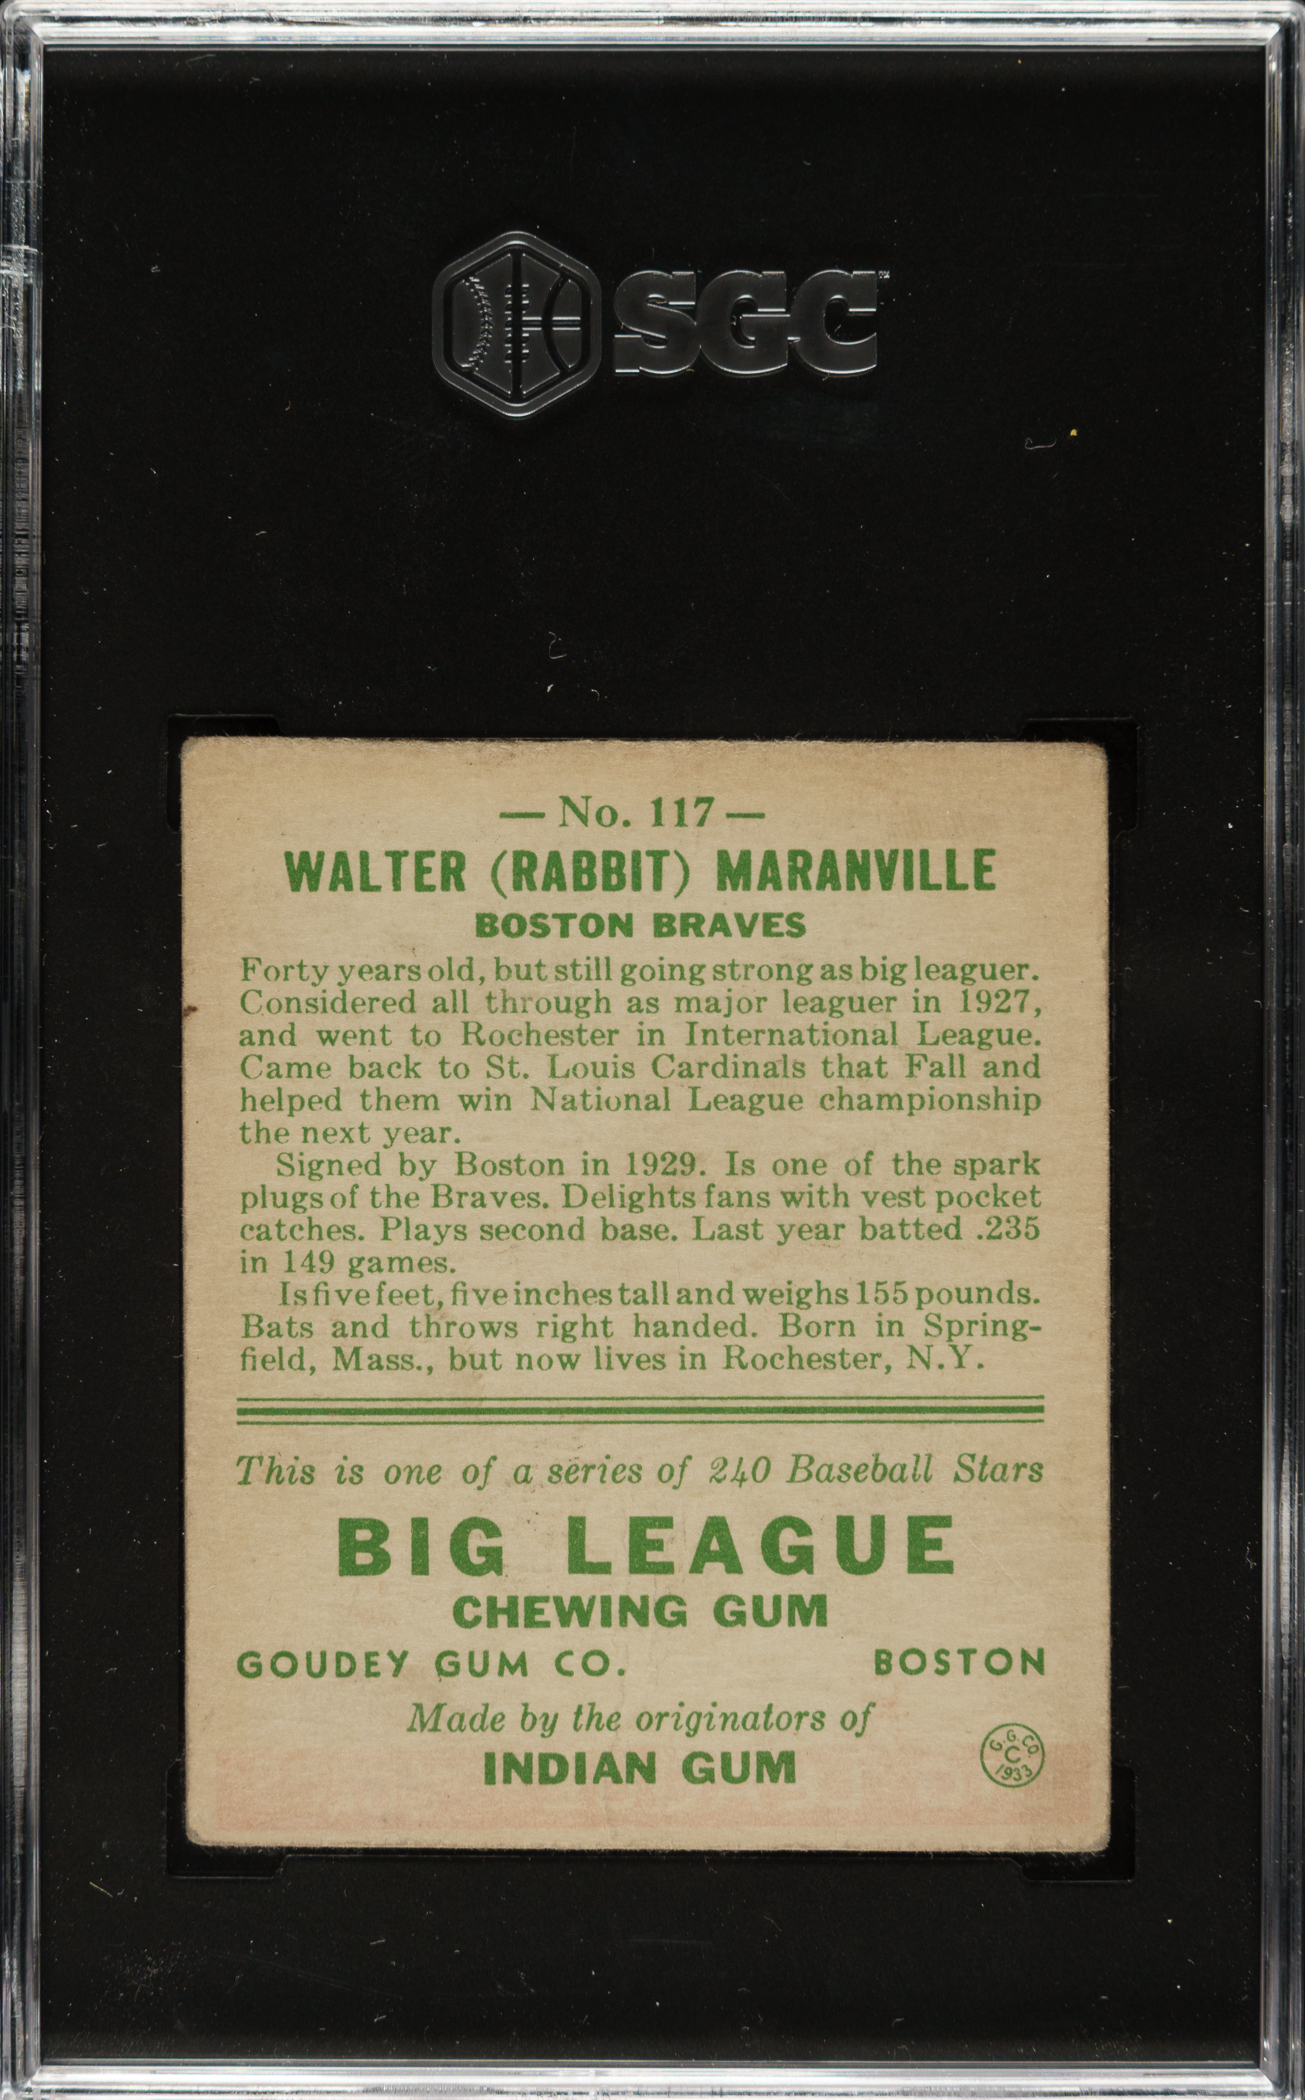 SGC™
— No. 117 —
WALTER (RABBIT) MARANVILLE
BOSTON BRAVES
Forty years old, but still going strong as big leaguer.
Considered all through as major leaguer in 1927,
and went to Rochester in International League.
Came back to St. Louis Cardinals that Fall and
helped them win National League championship
the next year.
Signed by Boston in 1929. Is one of the spark
plugs of the Braves. Delights fans with vest pocket
catches. Plays second base. Last year batted .235
in 149 games.
Is five feet, five inches tall and weighs 155 pounds.
Bats and throws right handed. Born in Spring-
field, Mass., but now lives in Rochester, N.Y.
This is one of a series of 240 Baseball Stars
BIG LEAGUE
CHEWING GUM
GOUDEY GUM CO. BOSTON
Made by the originators of
INDIAN GUM
G. G. CO.
C
1933